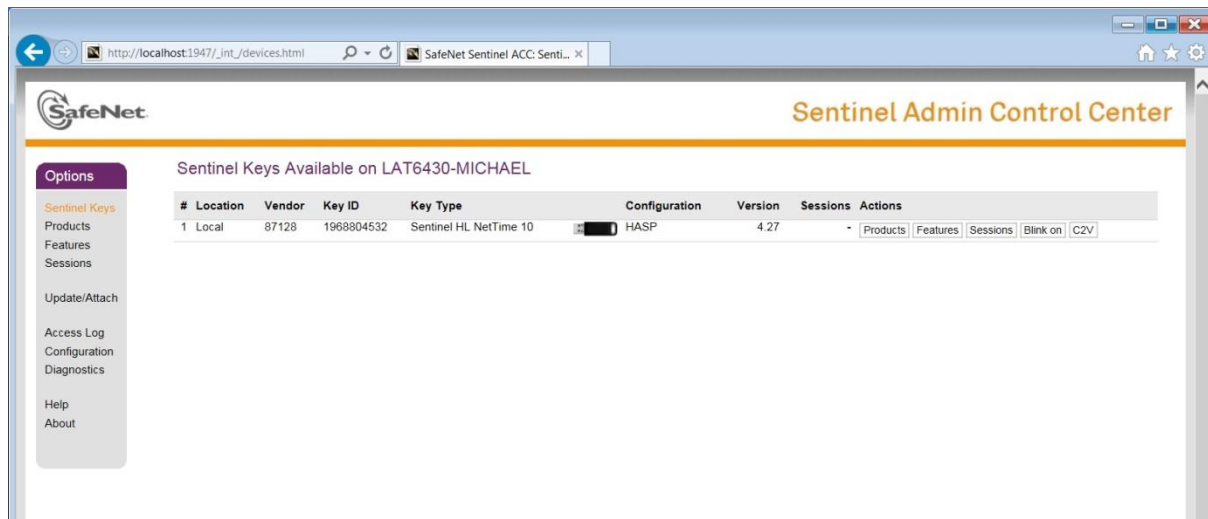 http://localhost:1947/_int_/devices.html
SafeNet Sentinel ACC: Senti...
SafeNet.
Sentinel Admin Control Center
Options
Sentinel Keys
Products
Features
Sessions
Update/Attach
Access Log
Configuration
Diagnostics
Help
About
Sentinel Keys Available on LAT6430-MICHAEL
# Location Vendor Key ID Key Type Configuration Version Sessions Actions
1 Local 87128 1968804532 Sentinel HL NetTime 10 HASP 4.27 - Products Features Sessions Blink on C2V